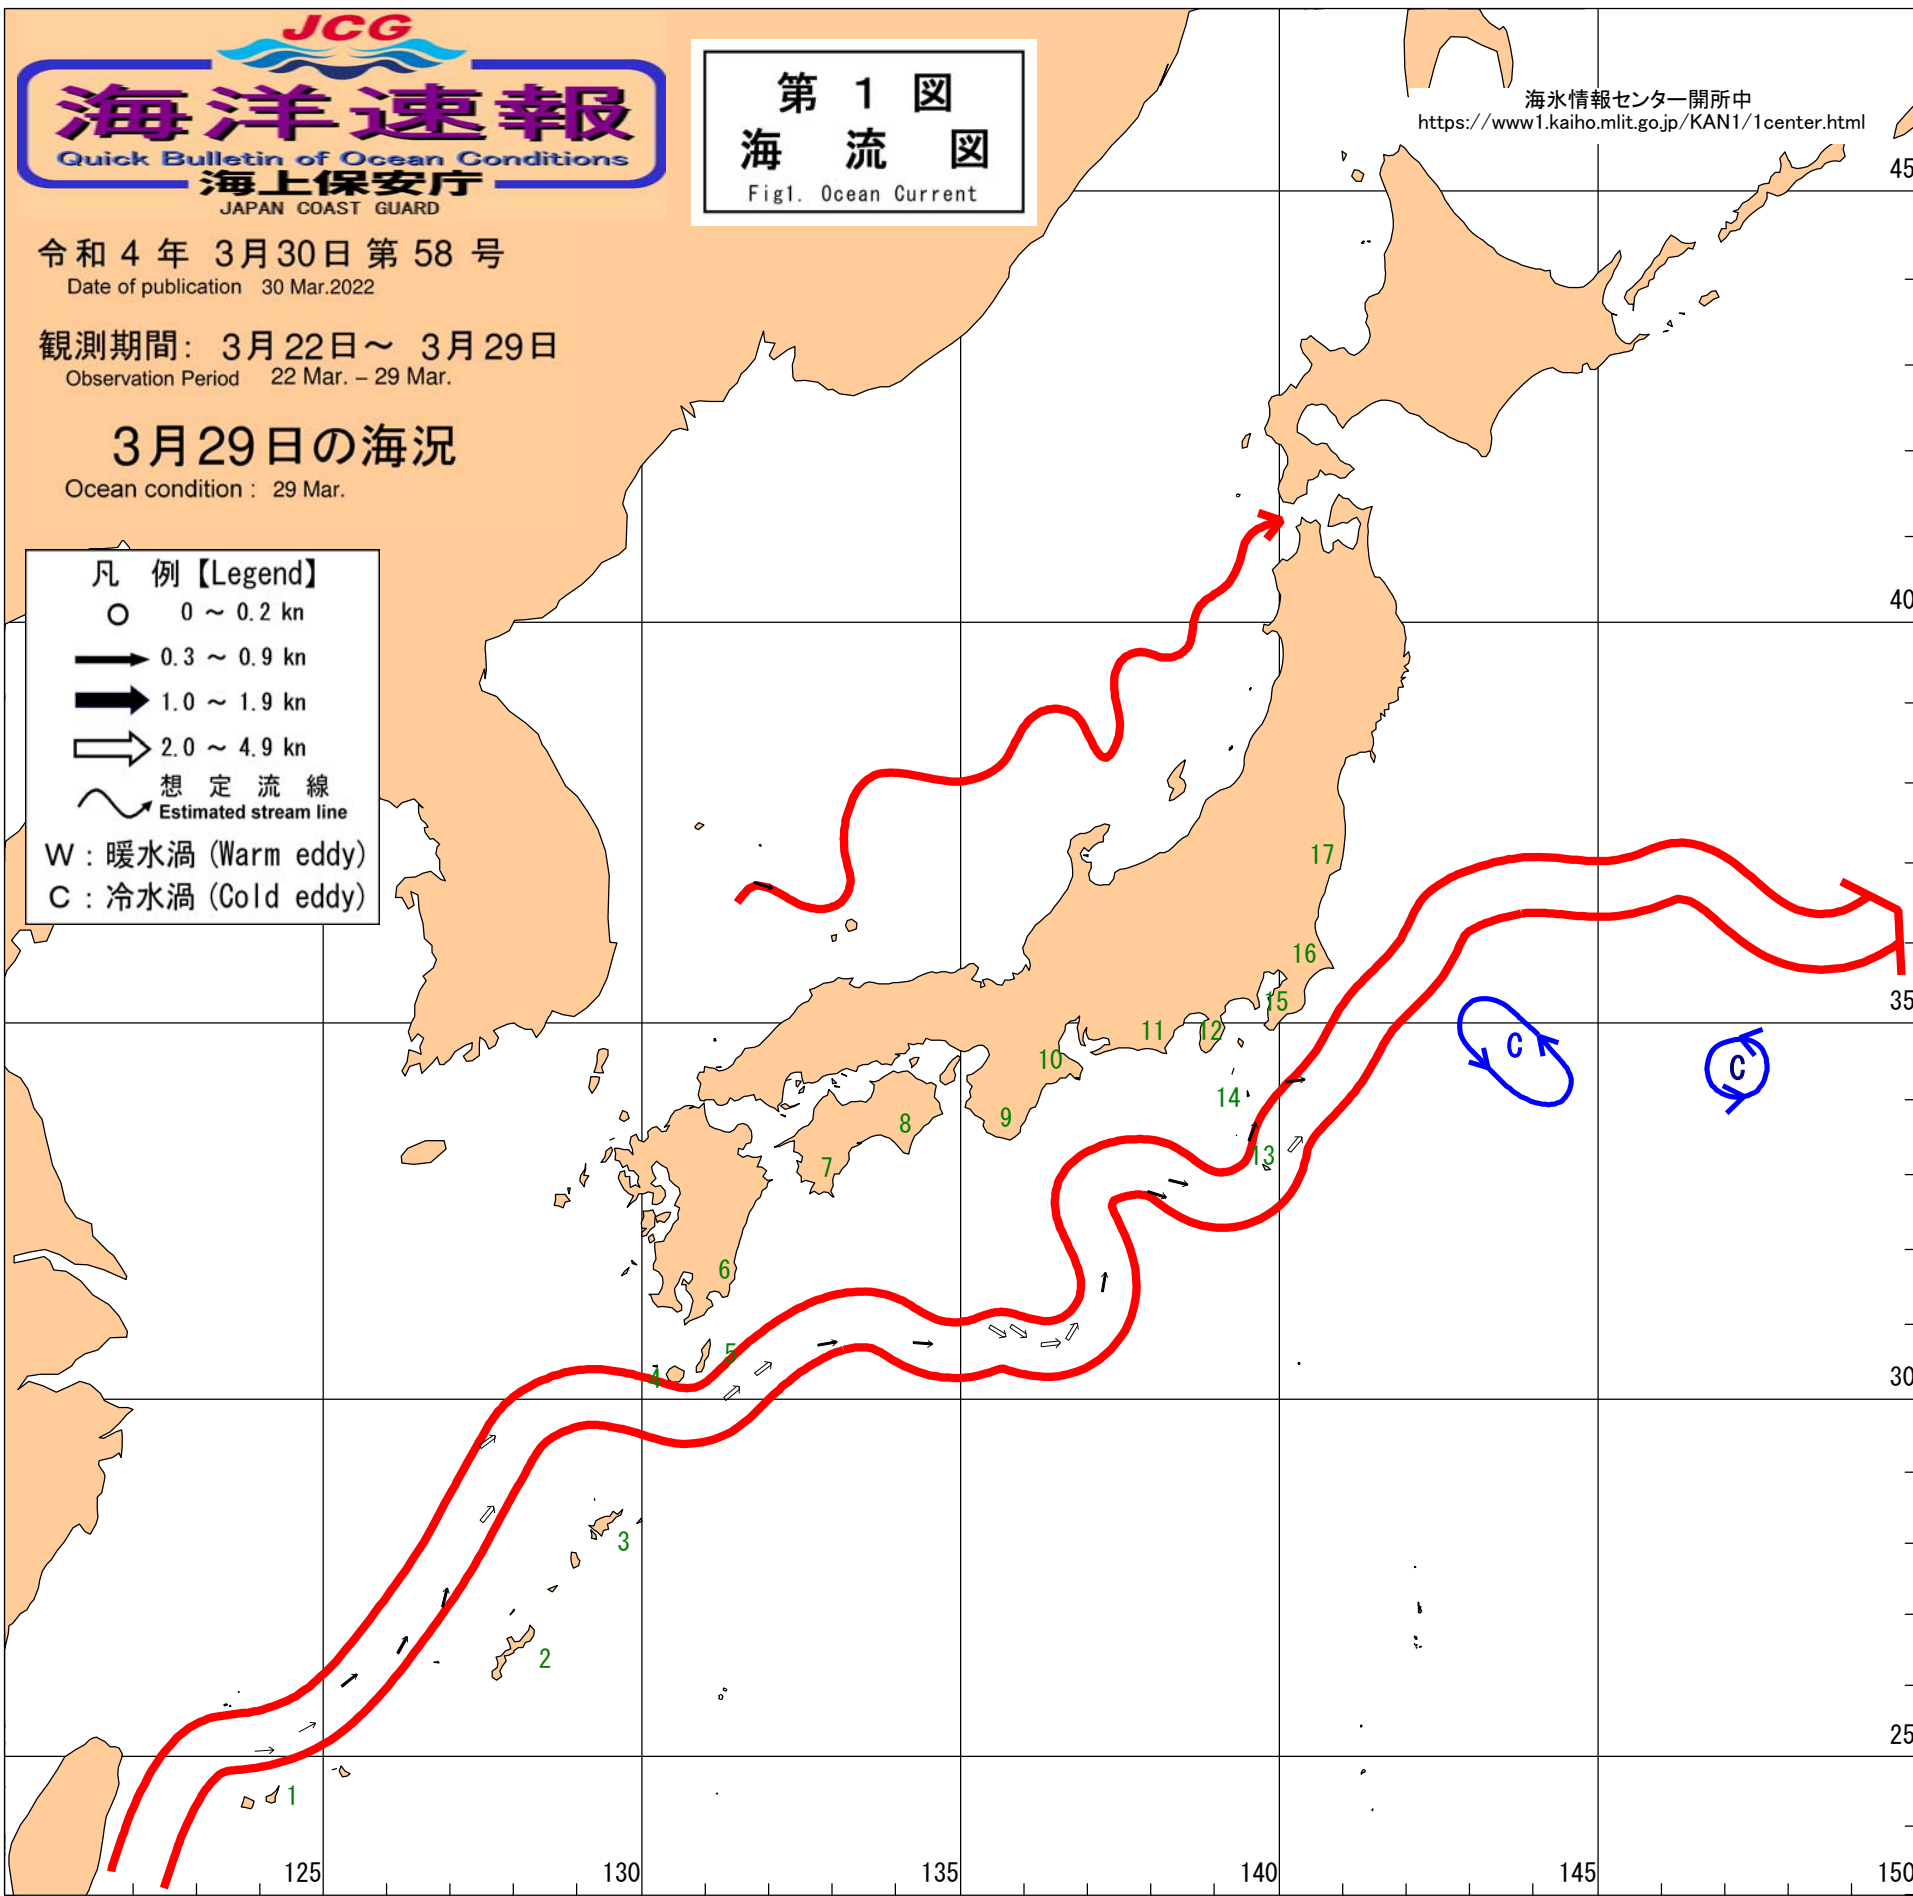 JCG
海洋速報
Quick Bulletin of Ocean Conditions
海上保安庁
JAPAN COAST GUARD
第 1 図
海 流 図
Fig1. Ocean Current
海氷情報センター開所中
https://www1.kaiho.mlit.go.jp/KAN1/1center.html
令和 4 年 3月30日 第 58 号
Date of publication 30 Mar.2022
観測期間: 3月22日～ 3月29日
Observation Period 22 Mar. – 29 Mar.
3月29日の海況
Ocean condition : 29 Mar.
凡 例【Legend】
0 ～ 0.2 kn
0.3 ～ 0.9 kn
1.0 ～ 1.9 kn
2.0 ～ 4.9 kn
想 定 流 線
Estimated stream line
W : 暖水渦 (Warm eddy)
C : 冷水渦 (Cold eddy)
45
40
17
16
35
15
12
11
10
C
C
14
13
9
8
7
6
5
4
30
3
2
25
1
125
130
135
140
145
150